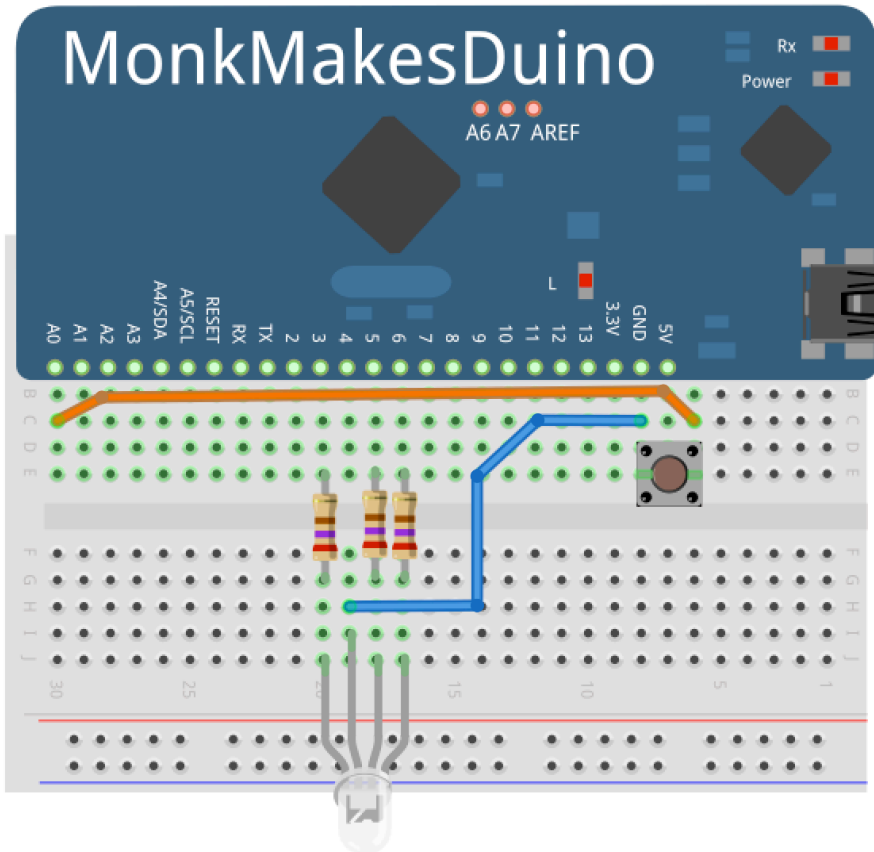 MonkMakesDuino
Rx
Power
A6 A7 AREF
L
A0 A1 A2 A3 A4/SDA A5/SCL RESET RX TX 2 3 4 5 6 7 8 9 10 11 12 13 3.3V GND 5V
B B
C C
D D
E E
F F
G G
H H
I I
J J
30 25 20 15 10 5 1